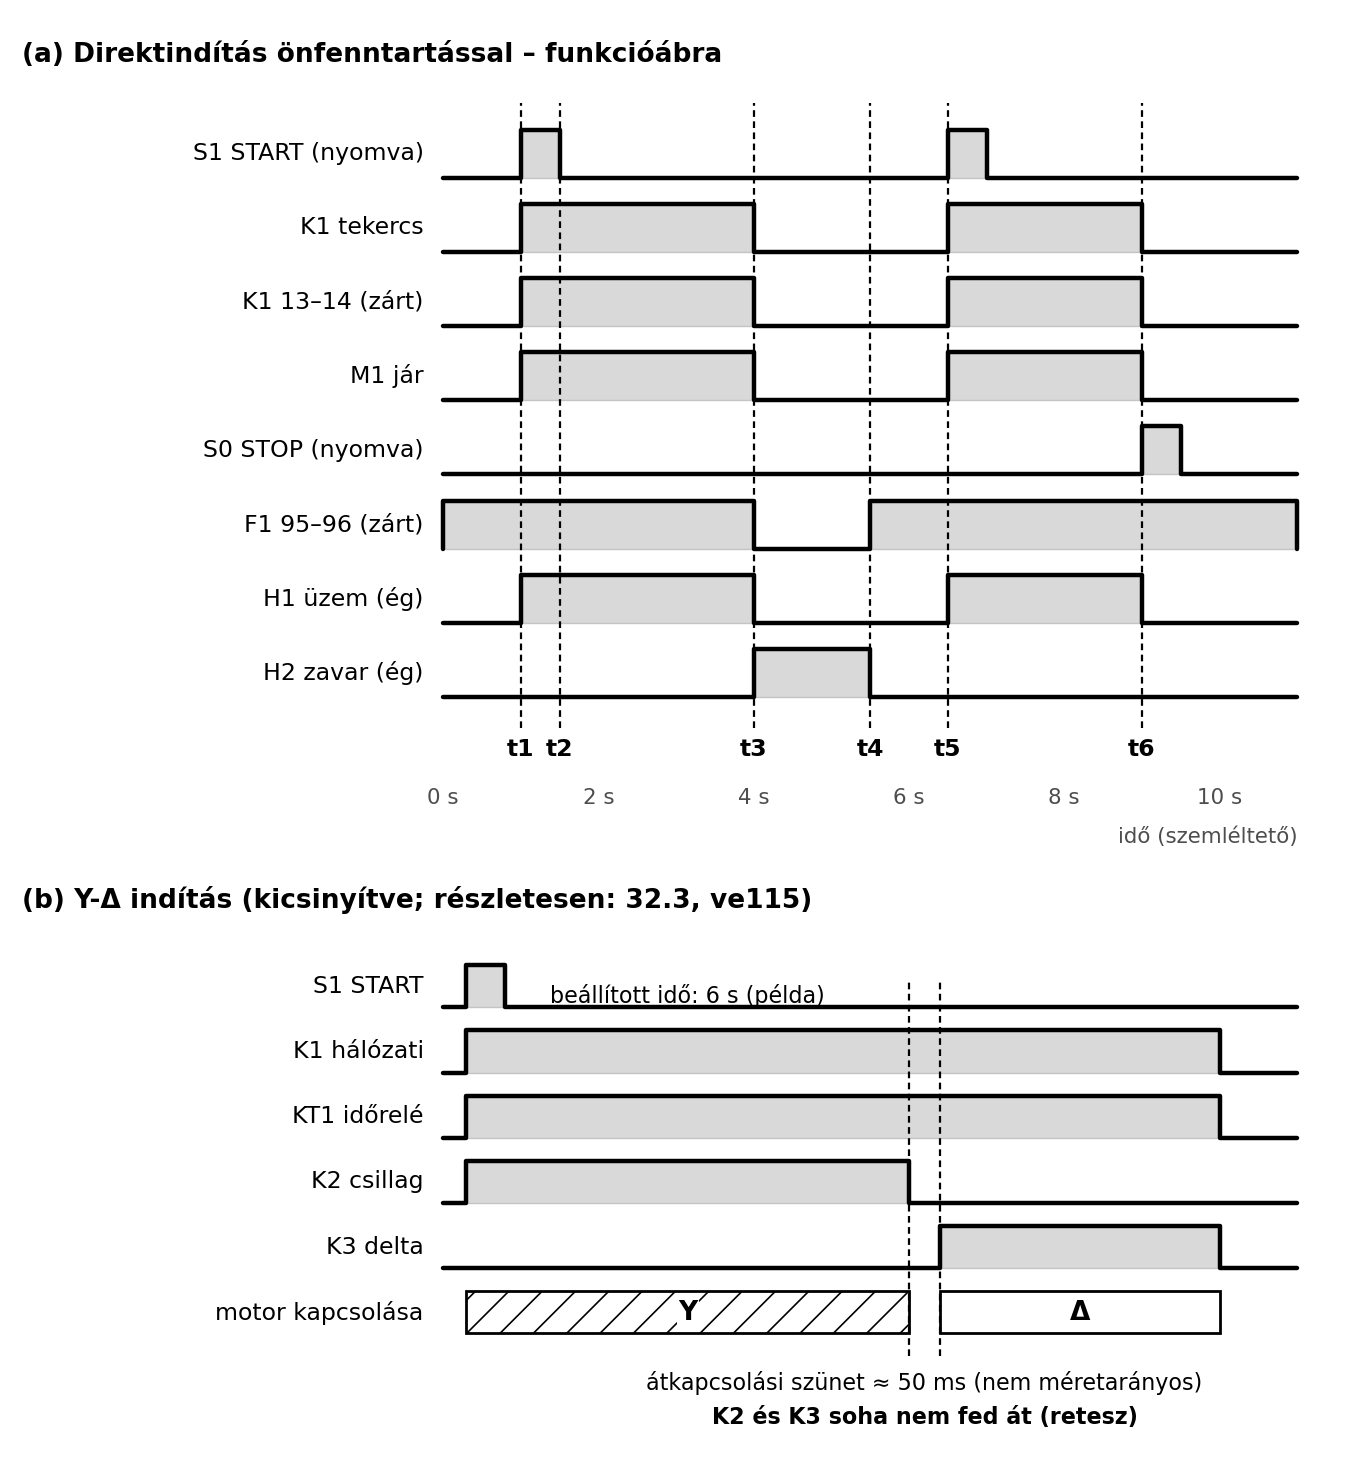 (a) Direktindítás önfenntartással – funkcióábra
S1 START (nyomva)
K1 tekercs
K1 13–14 (zárt)
M1 jár
S0 STOP (nyomva)
F1 95–96 (zárt)
H1 üzem (ég)
H2 zavar (ég)
t1 t2 t3 t4 t5 t6
0 s 2 s 4 s 6 s 8 s 10 s
idő (szemléltető)
(b) Y-Δ indítás (kicsinyítve; részletesen: 32.3, ve115)
S1 START
beállított idő: 6 s (példa)
K1 hálózati
KT1 időrelé
K2 csillag
K3 delta
motor kapcsolása Y Δ
átkapcsolási szünet ≈ 50 ms (nem méretarányos)
K2 és K3 soha nem fed át (retesz)